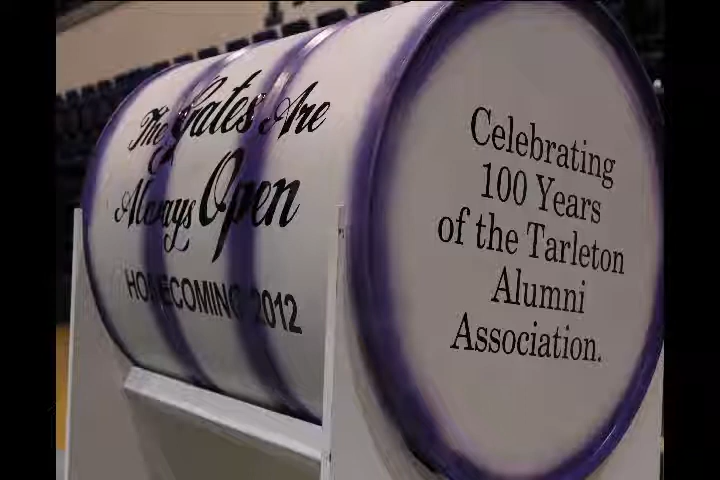 The Gates Are
Always Open
HOMECOMING 2012
Celebrating
100 Years
of the Tarleton
Alumni
Association.